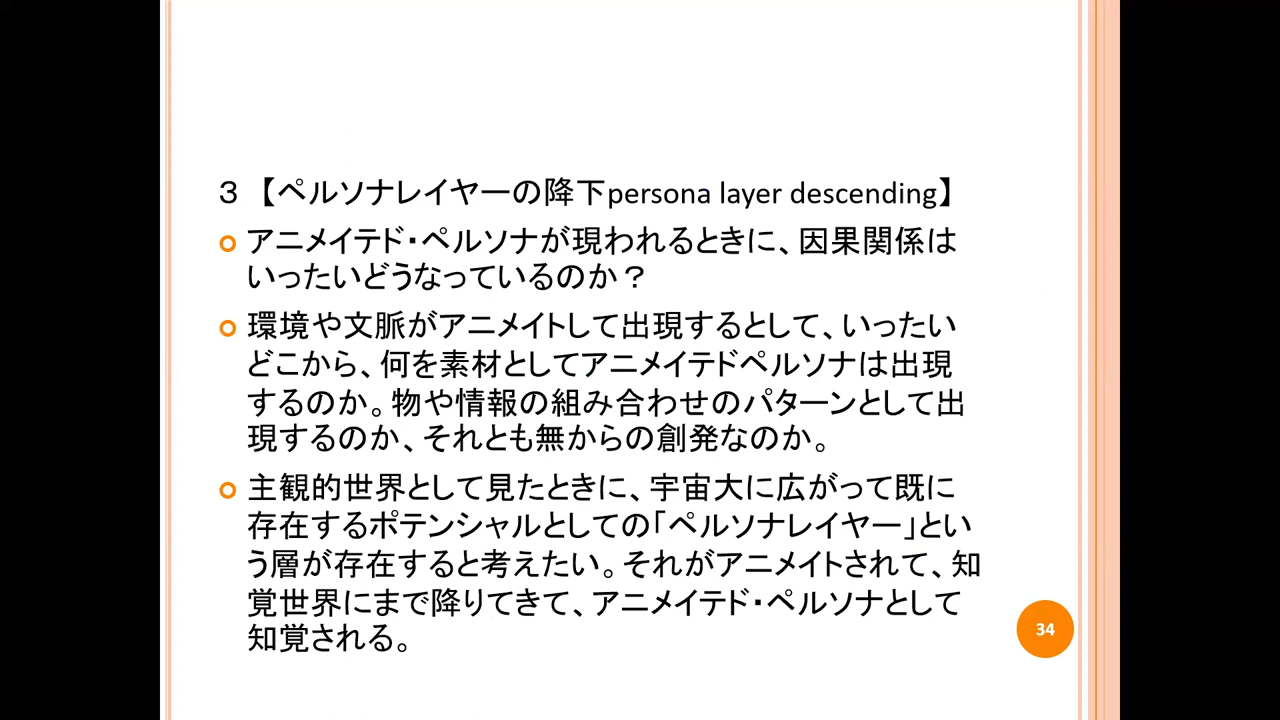 ３ 【ペルソナレイヤーの降下persona layer descending】
アニメイテド・ペルソナが現われるときに、因果関係は
いったいどうなっているのか？
環境や文脈がアニメイトして出現するとして、いったい
どこから、何を素材としてアニメイテドペルソナは出現
するのか。物や情報の組み合わせのパターンとして出
現するのか、それとも無からの創発なのか。
主観的世界として見たときに、宇宙大に広がって既に
存在するポテンシャルとしての「ペルソナレイヤー」とい
う層が存在すると考えたい。それがアニメイトされて、知
覚世界にまで降りてきて、アニメイテド・ペルソナとして
知覚される。
34